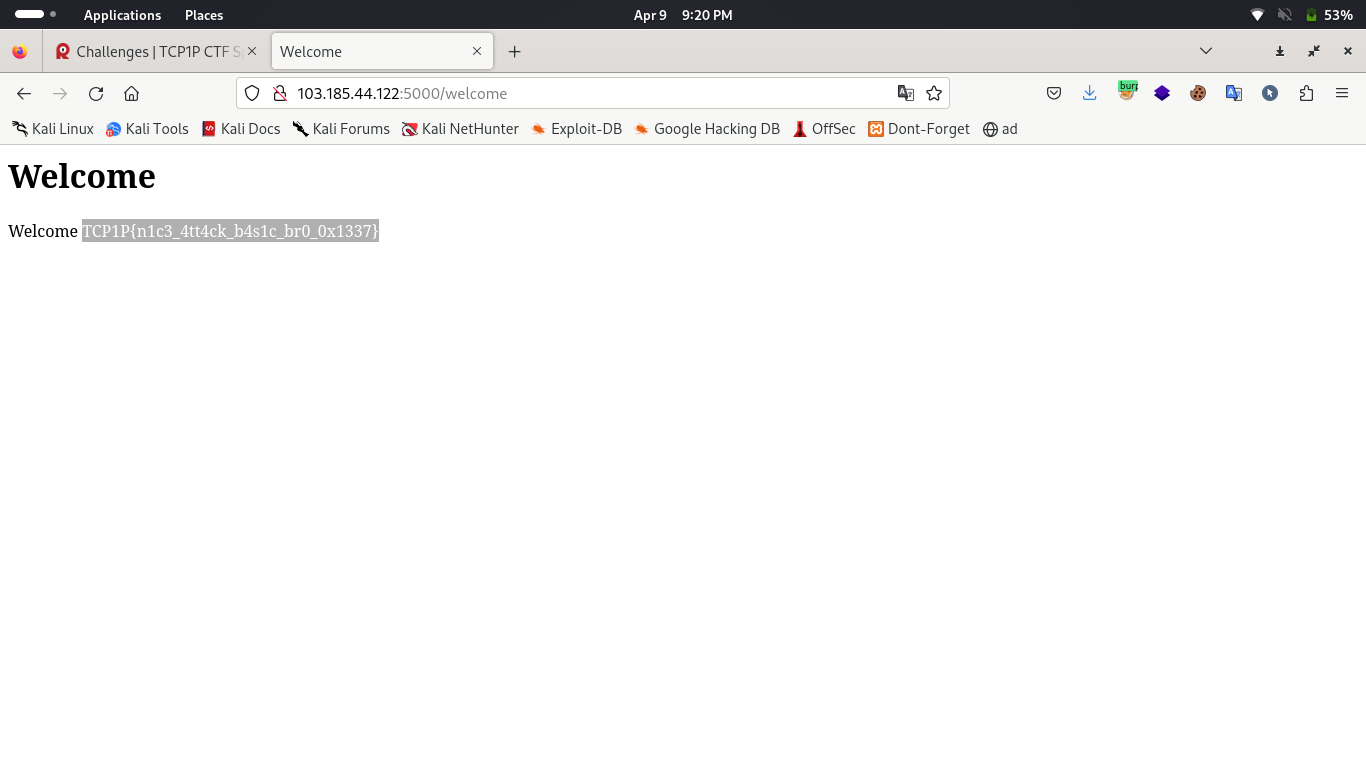 Applications Places Apr 9 9:20 PM 53%
Challenges | TCP1P CTF Welcome
103.185.44.122:5000/welcome burp
Kali Linux Kali Tools Kali Docs Kali Forums Kali NetHunter Exploit-DB Google Hacking DB OffSec Dont-Forget ad
Welcome
Welcome TCP1P{n1c3_4tt4ck_b4s1c_br0_0x1337}